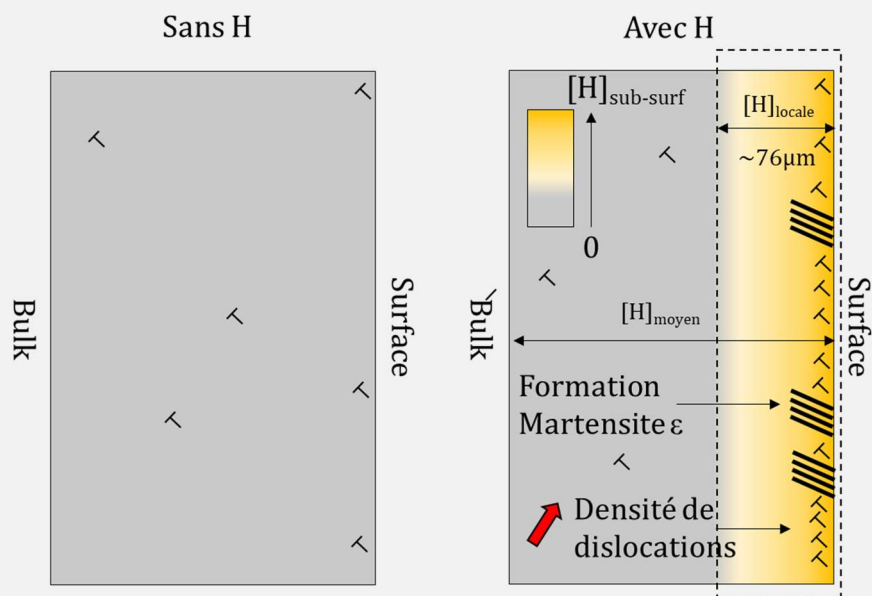 Sans H
Avec H
Bulk
Surface
[H]sub-surf
0
[H]locale
~76μm
Bulk
[H]moyen
Surface
Formation
Martensite ε
Densité de
dislocations